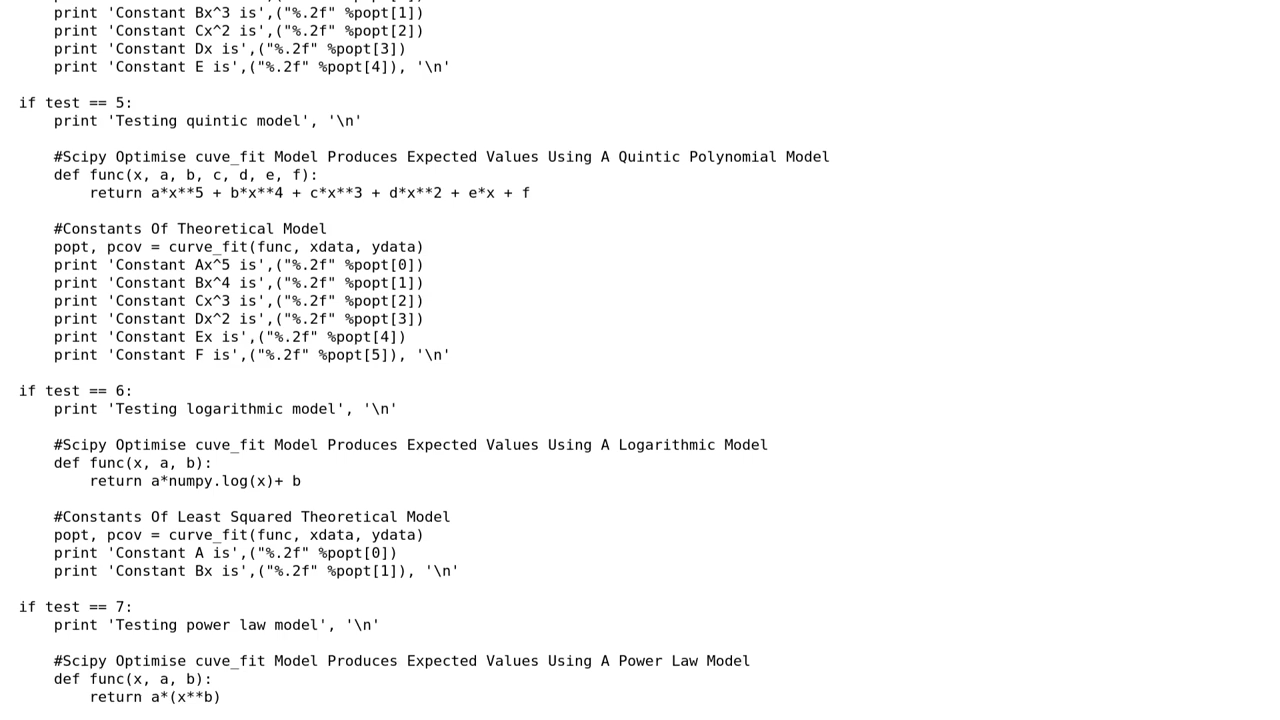 print 'Constant Bx^3 is',("%.2f" %popt[1])
print 'Constant Cx^2 is',("%.2f" %popt[2])
print 'Constant Dx is',("%.2f" %popt[3])
print 'Constant E is',("%.2f" %popt[4]), '\n'
if test == 5:
print 'Testing quintic model', '\n'
#Scipy Optimise cuve_fit Model Produces Expected Values Using A Quintic Polynomial Model
def func(x, a, b, c, d, e, f):
return a*x**5 + b*x**4 + c*x**3 + d*x**2 + e*x + f
#Constants Of Theoretical Model
popt, pcov = curve_fit(func, xdata, ydata)
print 'Constant Ax^5 is',("%.2f" %popt[0])
print 'Constant Bx^4 is',("%.2f" %popt[1])
print 'Constant Cx^3 is',("%.2f" %popt[2])
print 'Constant Dx^2 is',("%.2f" %popt[3])
print 'Constant Ex is',("%.2f" %popt[4])
print 'Constant F is',("%.2f" %popt[5]), '\n'
if test == 6:
print 'Testing logarithmic model', '\n'
#Scipy Optimise cuve_fit Model Produces Expected Values Using A Logarithmic Model
def func(x, a, b):
return a*numpy.log(x)+ b
#Constants Of Least Squared Theoretical Model
popt, pcov = curve_fit(func, xdata, ydata)
print 'Constant A is',("%.2f" %popt[0])
print 'Constant Bx is',("%.2f" %popt[1]), '\n'
if test == 7:
print 'Testing power law model', '\n'
#Scipy Optimise cuve_fit Model Produces Expected Values Using A Power Law Model
def func(x, a, b):
return a*(x**b)